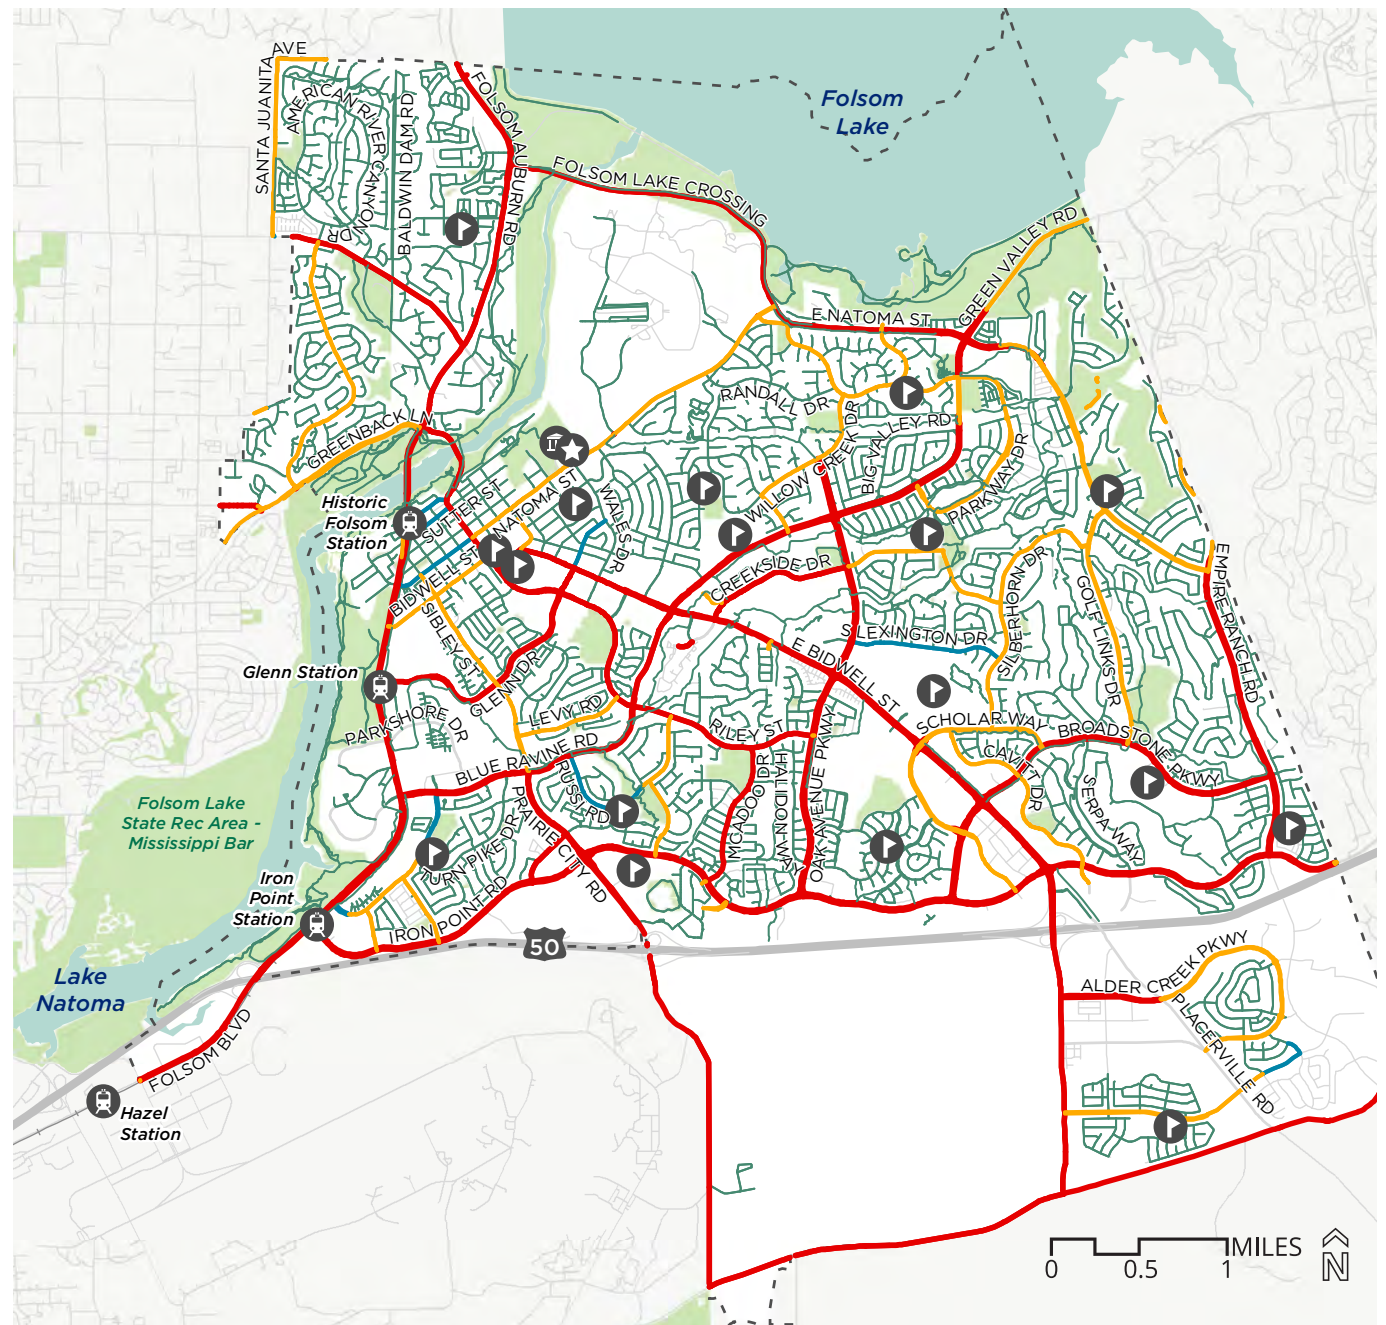 AVE
SANTA JUANITA
AMERICAN RIVER CANYON
DR
BALDWIN DAM RD
FOLSOM AUBURN RD
FOLSOM LAKE CROSSING
Folsom
Lake
GREEN VALLEY RD
E NATOMA ST
RANDALL DR
WILLOW CREEK DR
BIG VALLEY RD
PARKWAY DR
GREENBACK LN
Historic
Folsom
Station
SUTTER ST
NATOMA ST
WALES DR
BIDWELL ST
SIBLEY ST
CREEKSIDE DR
S LEXINGTON DR
SILBERHORN DR
GOLF LINKS DR
EMPIRE RANCH RD
Glenn Station
GLENN DR
PARKSHORE DR
LEVY RD
E BIDWELL ST
RILEY ST
SCHOLAR WAY
BROADSTONE PKWY
CAVITT DR
SERPA WAY
BLUE RAVINE RD
RUSSI RD
MCADOO DR
HALIDON WAY
OAK AVENUE PKWY
PRAIRIE CITY RD
TURN PIKE DR
IRON POINT RD
Folsom Lake
State Rec Area -
Mississippi Bar
Iron
Point
Station
50
Lake
Natoma
FOLSOM BLVD
Hazel
Station
ALDER CREEK PKWY
PLACERVILLE RD
MILES
0 0.5 1
N